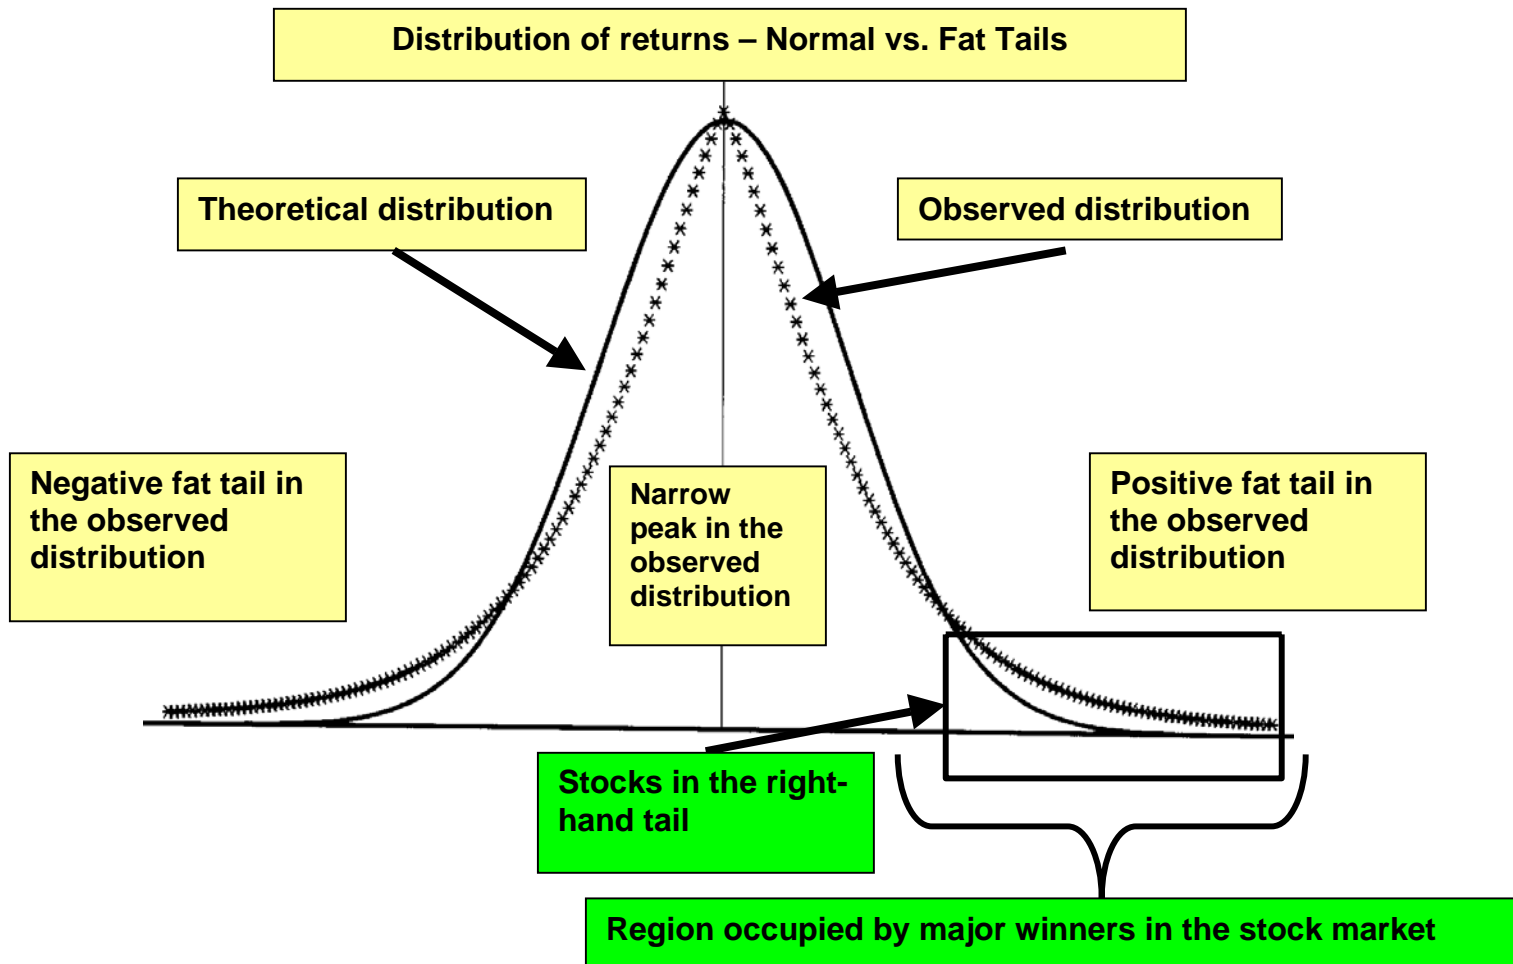 Distribution of returns – Normal vs. Fat Tails
Theoretical distribution
Observed distribution
Negative fat tail in
the observed
distribution
Narrow
peak in the
observed
distribution
Positive fat tail in
the observed
distribution
Stocks in the right-
hand tail
Region occupied by major winners in the stock market